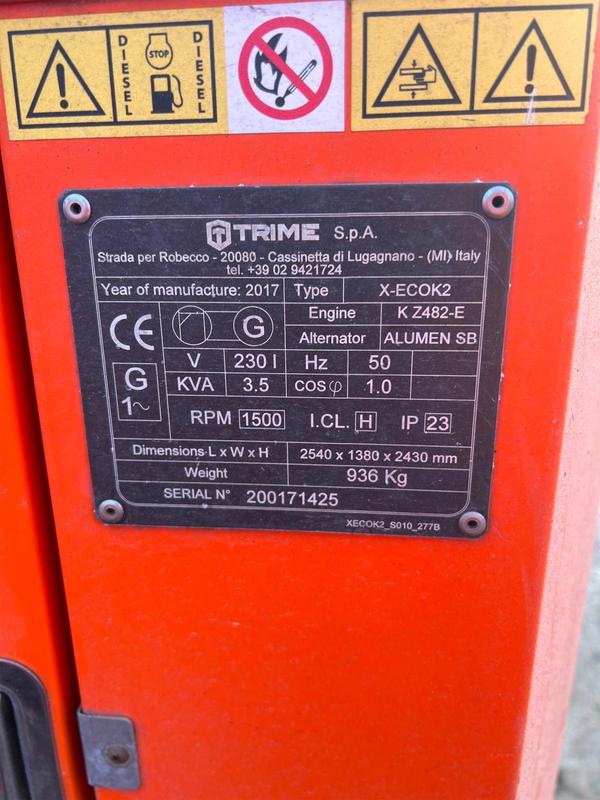 DIESEL
STOP
DIESEL
TRIME S.p.A.
Strada per Robecco - 20080 - Cassinetta di Lugagnano - (MI) Italy
tel. +39 02 9421724
Year of manufacture: 2017 Type X-ECOK2
Engine K Z482-E
CE G
Alternator ALUMEN SB
V 230 I Hz 50
G
1~
KVA 3.5 COSφ 1.0
RPM 1500 I.CL. H IP 23
Dimensions L x W x H 2540 x 1380 x 2430 mm
Weight 936 Kg
SERIAL N° 200171425
XECOK2_S010_277B